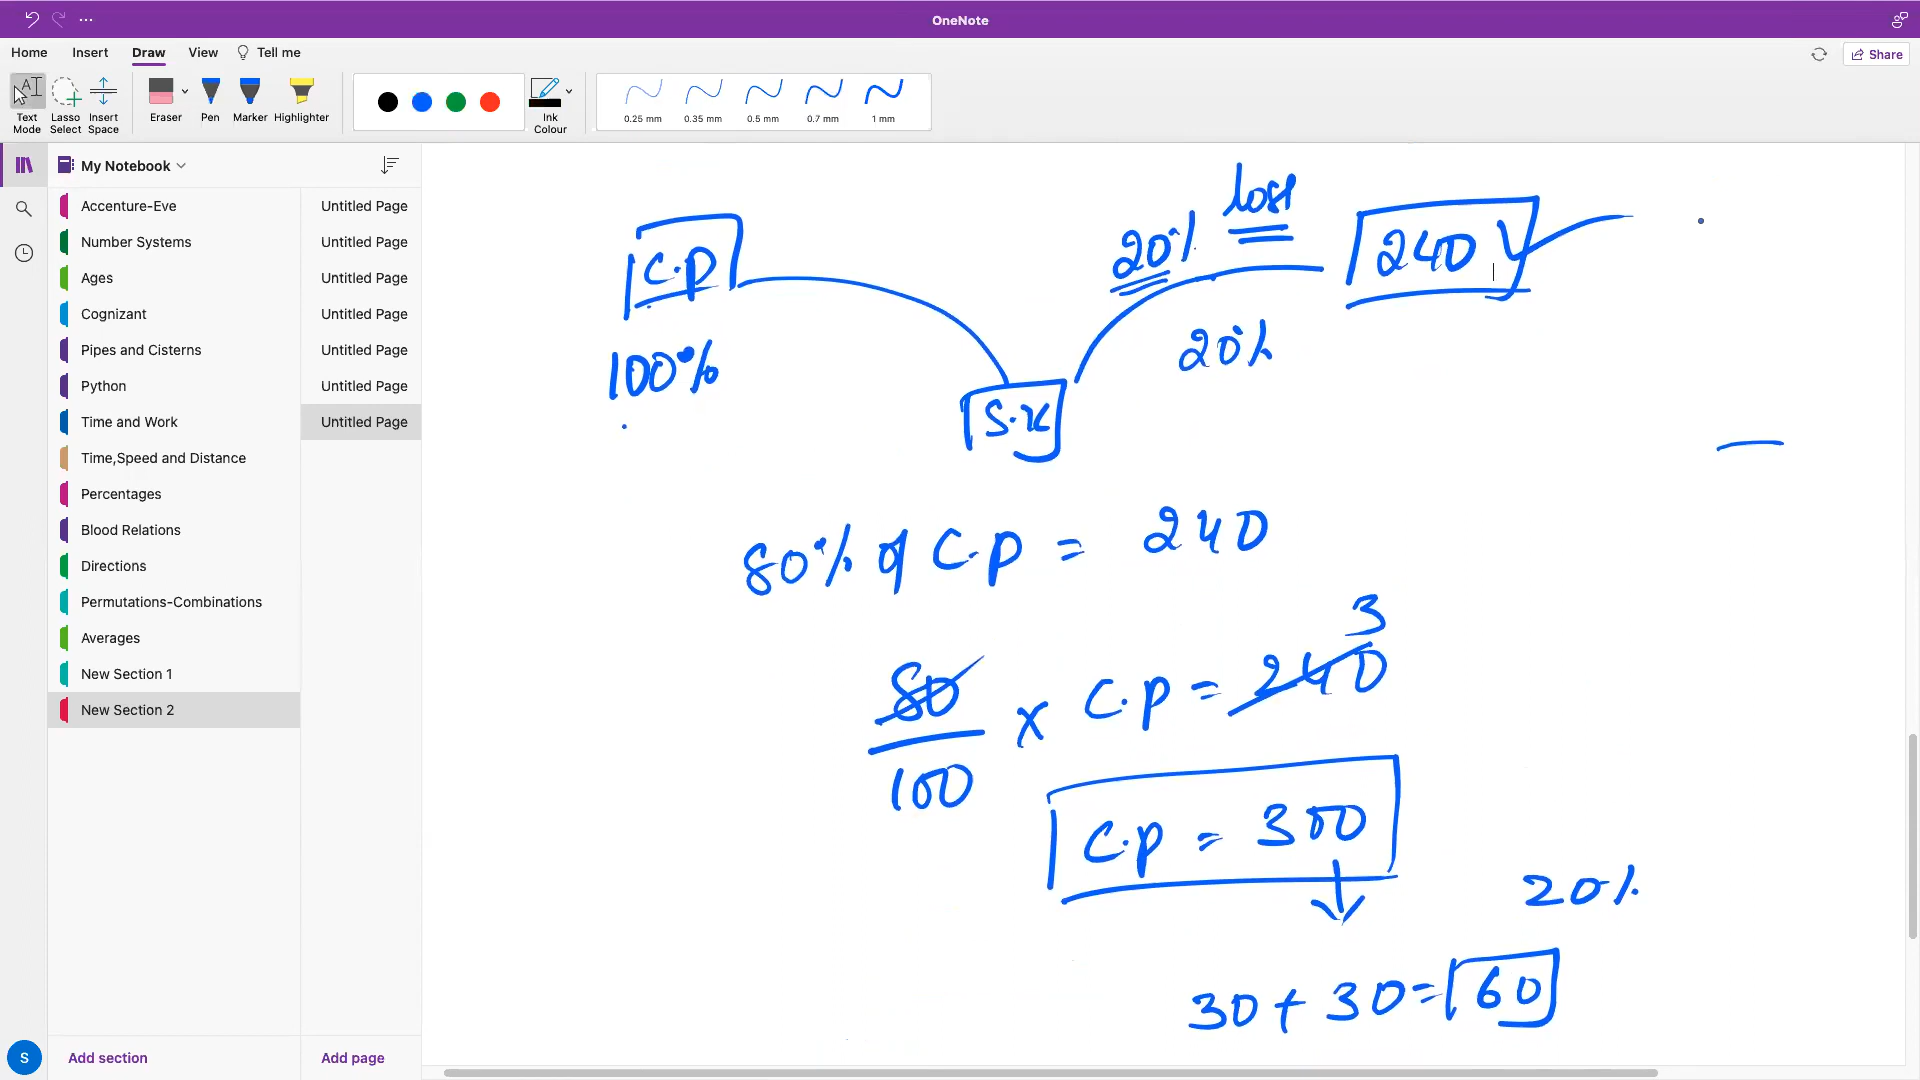 OneNote
Home Insert Draw View Tell me
Share
Text Mode
Lasso Select
Insert Space
Eraser
Pen
Marker
Highlighter
Ink Colour
0.25 mm 0.35 mm 0.5 mm 0.7 mm 1 mm
My Notebook
Accenture-Eve
Number Systems
Ages
Cognizant
Pipes and Cisterns
Python
Time and Work
Time,Speed and Distance
Percentages
Blood Relations
Directions
Permutations-Combinations
Averages
New Section 1
New Section 2
Untitled Page
Untitled Page
Untitled Page
Untitled Page
Untitled Page
Untitled Page
Untitled Page
S
Add section
Add page
loss
C.P 20% 240
100% 20%
80% of C.P = 240
3
80/100 x C.P = 240
C.P = 300
20%
30 + 30 = 60